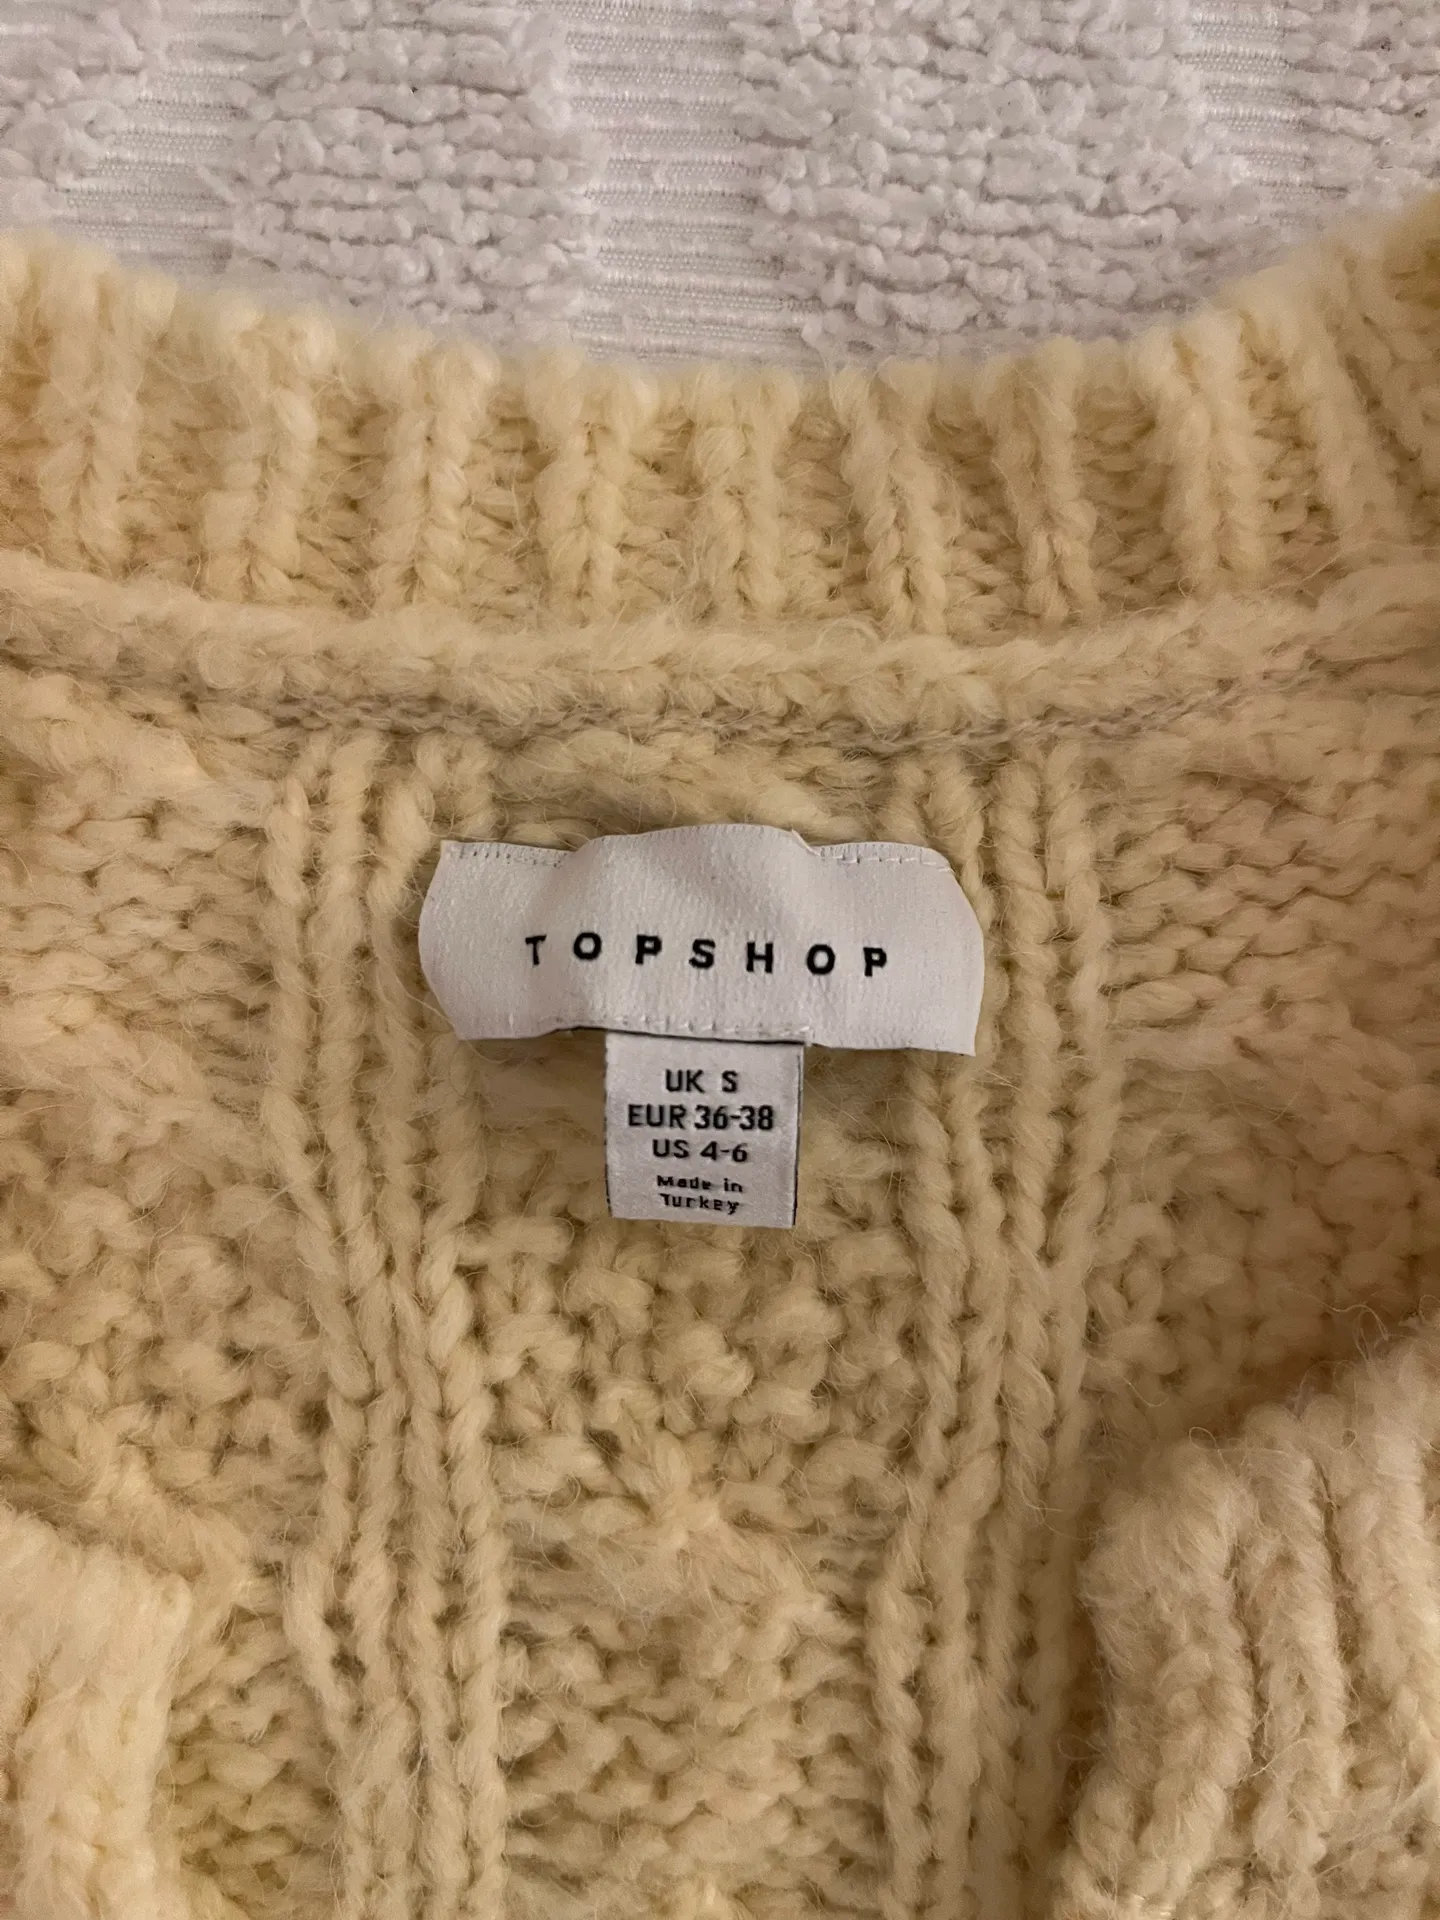 TOPSHOP
UK S
EUR 36-38
US 4-6
Made in
Turkey